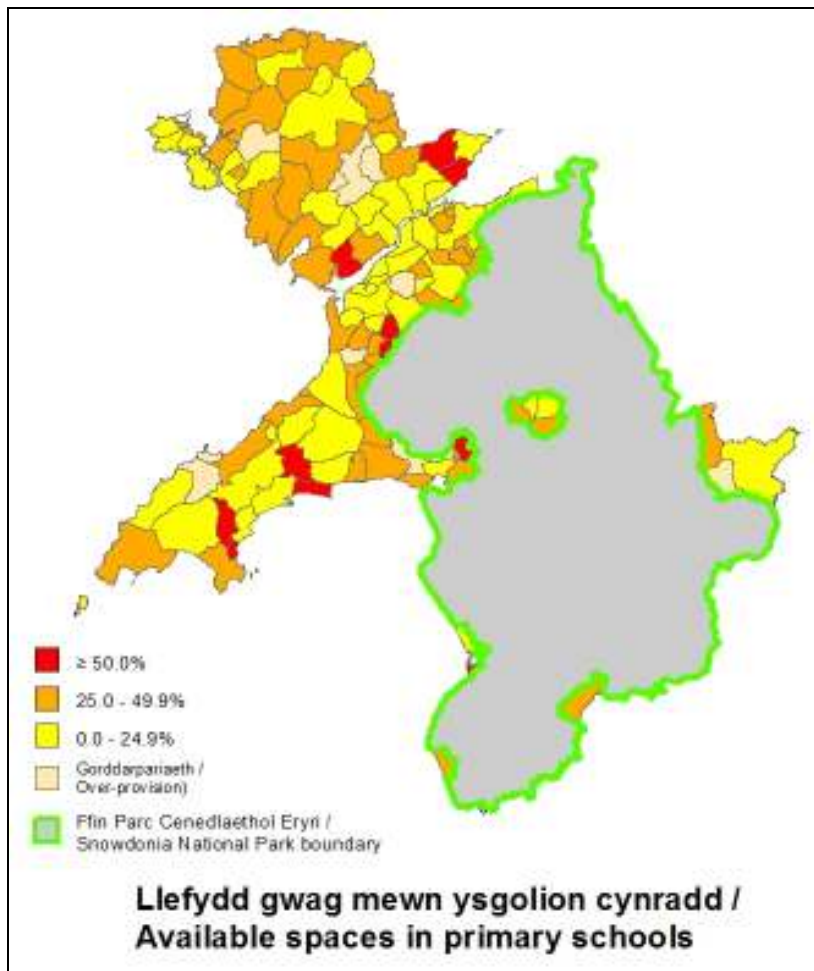 ≥ 50.0%
25.0 - 49.9%
0.0 - 24.9%
Gorddarpariaeth /
Over-provision)
Ffin Parc Cenedlaethol Eryri /
Snowdonia National Park boundary
Llefydd gwag mewn ysgolion cynradd /
Available spaces in primary schools